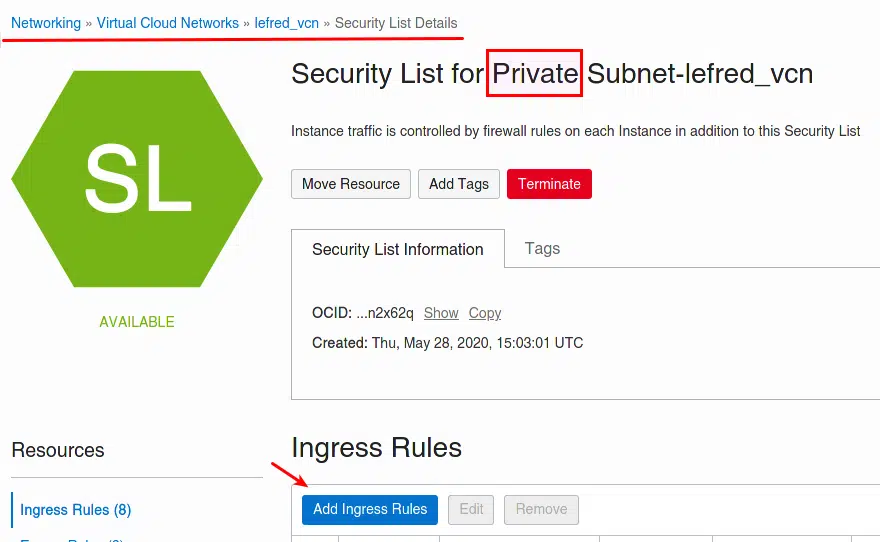 Networking » Virtual Cloud Networks » lefred_vcn » Security List Details
Security List for Private Subnet-lefred_vcn
Instance traffic is controlled by firewall rules on each Instance in addition to this Security List
Move Resource Add Tags Terminate
SL
AVAILABLE
Security List Information Tags
OCID: ...n2x62q Show Copy
Created: Thu, May 28, 2020, 15:03:01 UTC
Resources
Ingress Rules (8)
Ingress Rules
Add Ingress Rules Edit Remove